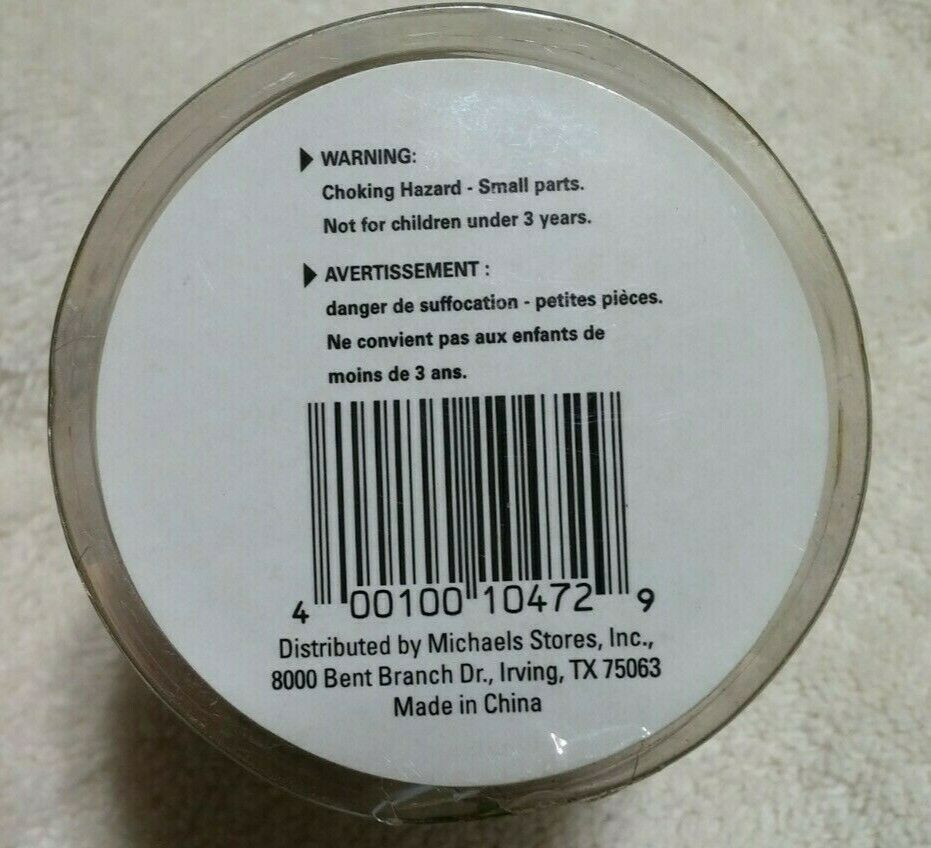 WARNING:
Choking Hazard - Small parts.
Not for children under 3 years.
AVERTISSEMENT :
danger de suffocation - petites pièces.
Ne convient pas aux enfants de
moins de 3 ans.
4 00100 10472 9
Distributed by Michaels Stores, Inc.,
8000 Bent Branch Dr., Irving, TX 75063
Made in China